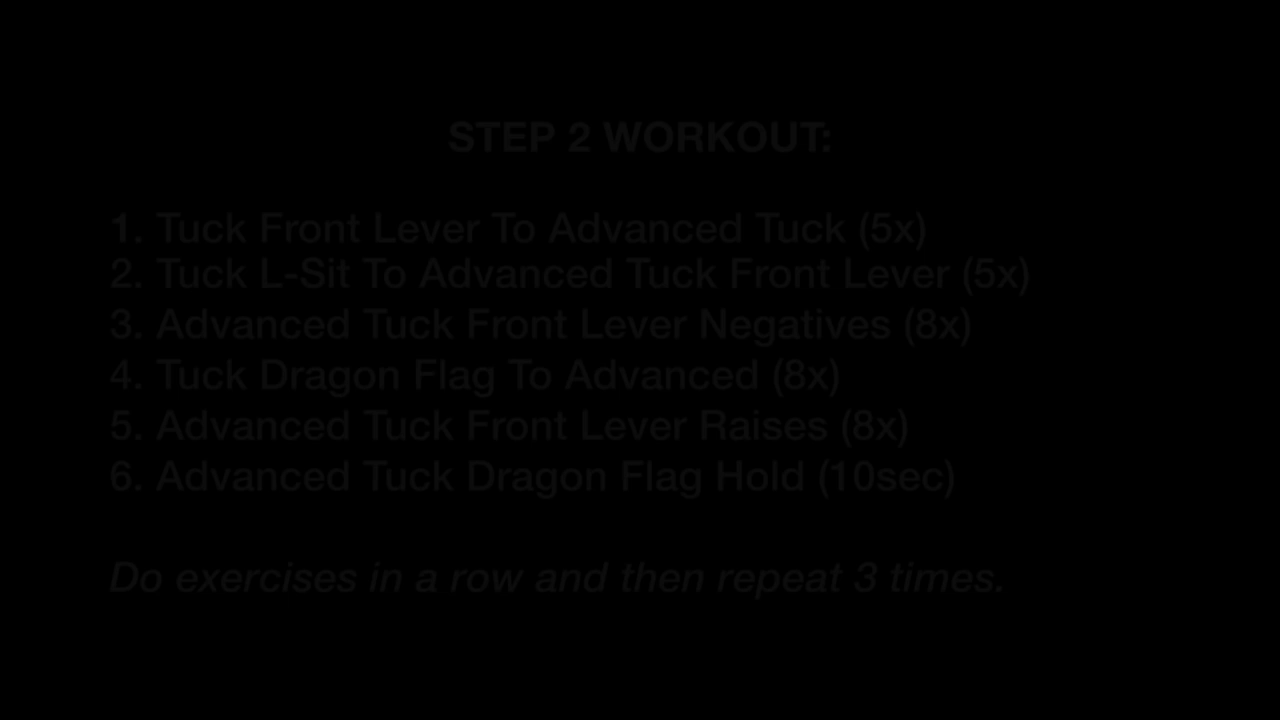 STEP 2 WORKOUT:
1. Tuck Front Lever To Advanced Tuck (5x)
2. Tuck L-Sit To Advanced Tuck Front Lever (5x)
3. Advanced Tuck Front Lever Negatives (8x)
4. Tuck Dragon Flag To Advanced (8x)
5. Advanced Tuck Front Lever Raises (8x)
6. Advanced Tuck Dragon Flag Hold (10sec)
Do exercises in a row and then repeat 3 times.